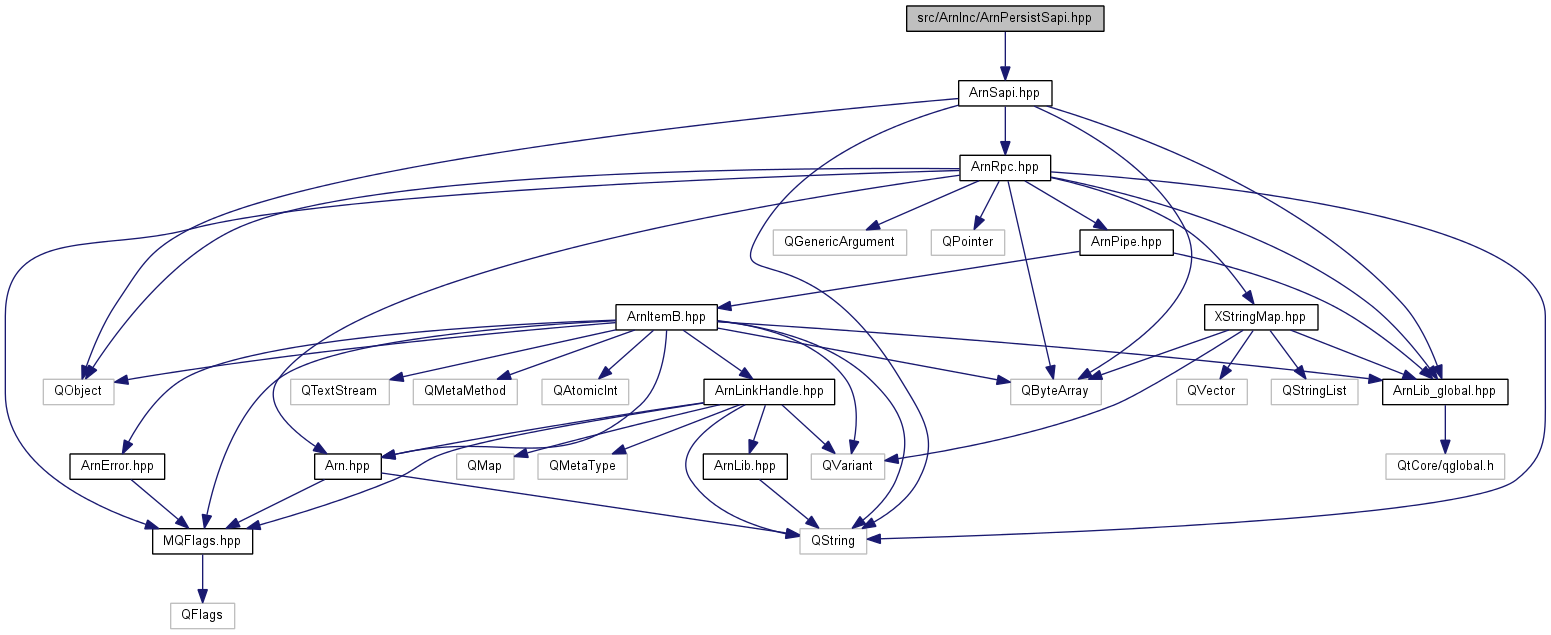 src/ArnInc/ArnPersistSapi.hpp
ArnSapi.hpp
ArnRpc.hpp
QGenericArgument
QPointer
ArnPipe.hpp
ArnItemB.hpp
XStringMap.hpp
QObject
QTextStream
QMetaMethod
QAtomicInt
ArnLinkHandle.hpp
QByteArray
QVector
QStringList
ArnLib_global.hpp
ArnError.hpp
Arn.hpp
QMap
QMetaType
ArnLib.hpp
QVariant
QtCore/qglobal.h
MQFlags.hpp
QString
QFlags